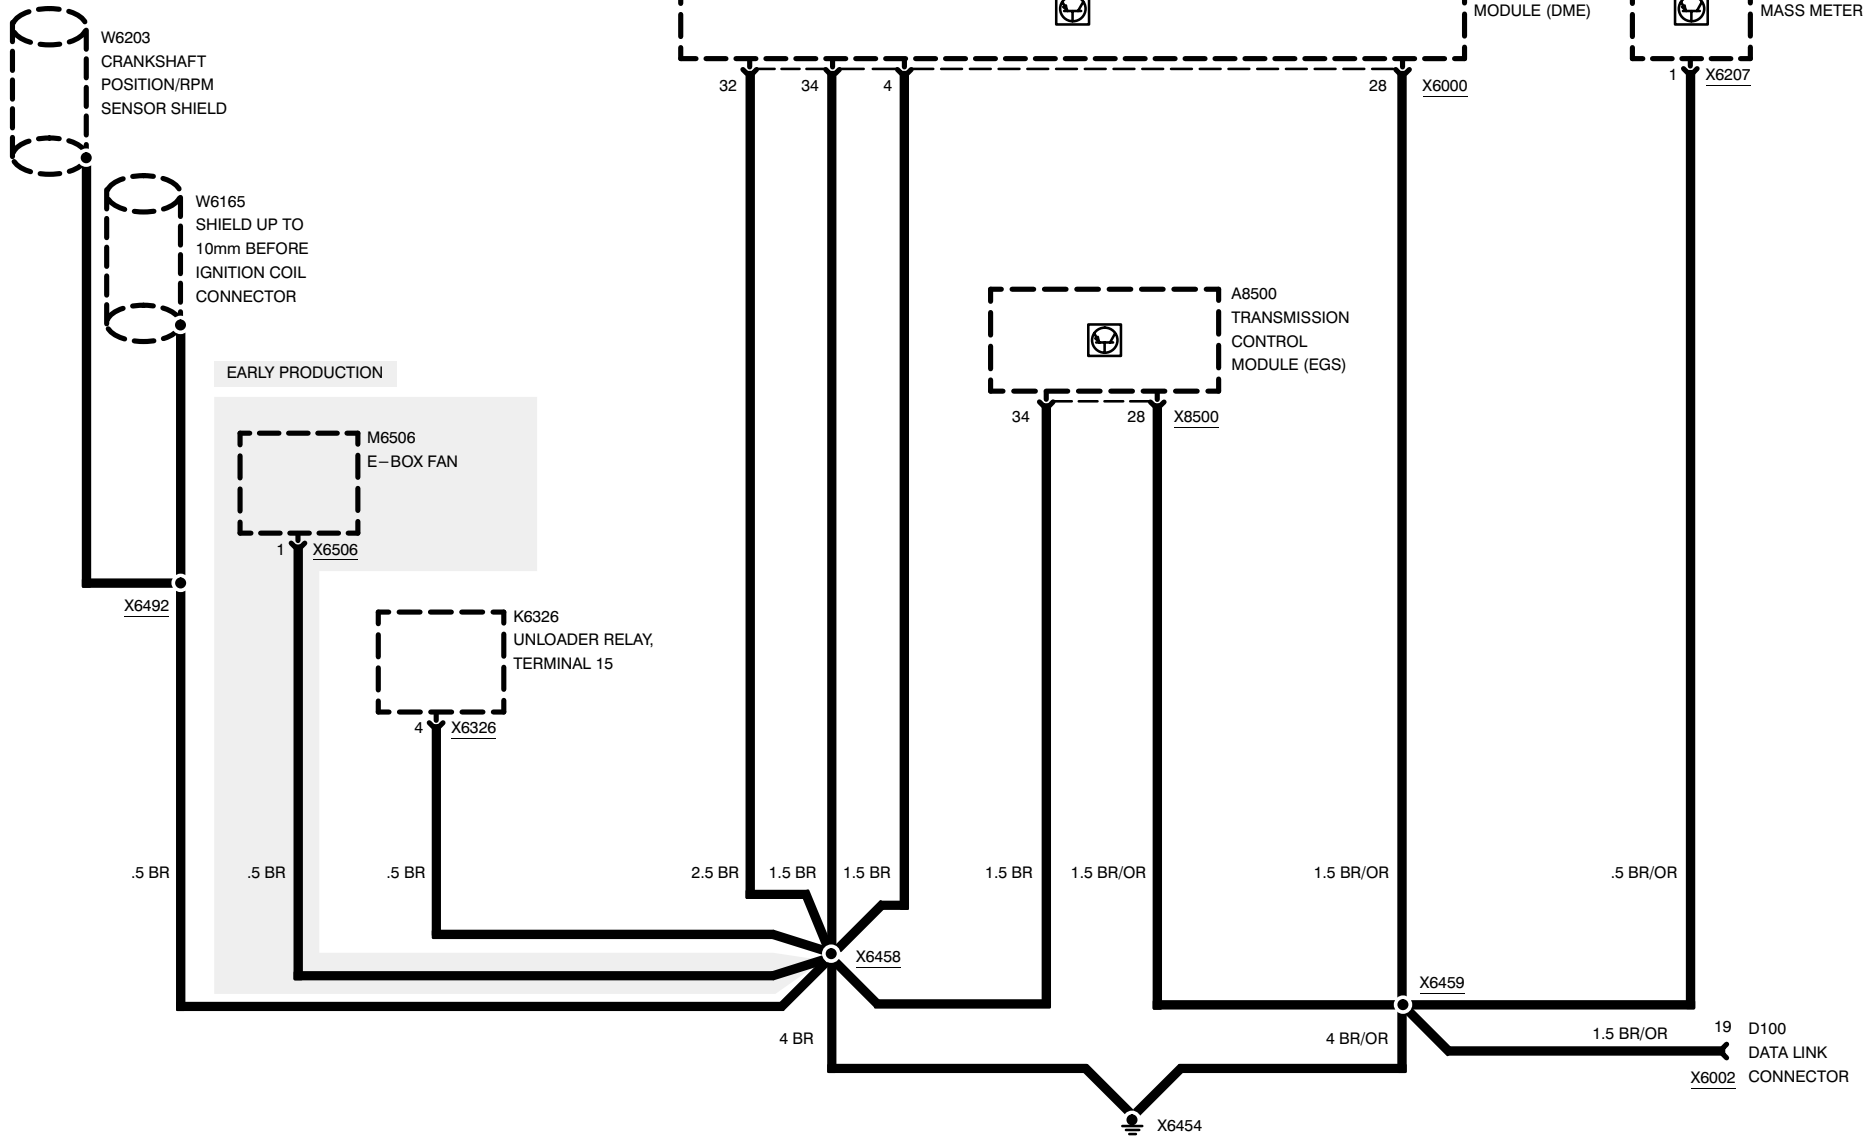 MODULE (DME)
MASS METER
W6203
CRANKSHAFT
POSITION/RPM
SENSOR SHIELD
32
34
4
28
X6000
1
X6207
W6165
SHIELD UP TO
10mm BEFORE
IGNITION COIL
CONNECTOR
A8500
TRANSMISSION
CONTROL
MODULE (EGS)
34
28
X8500
EARLY PRODUCTION
M6506
E−BOX FAN
1
X6506
X6492
K6326
UNLOADER RELAY,
TERMINAL 15
4
X6326
.5 BR
.5 BR
.5 BR
2.5 BR
1.5 BR
1.5 BR
1.5 BR
1.5 BR/OR
1.5 BR/OR
.5 BR/OR
X6458
X6459
4 BR
4 BR/OR
1.5 BR/OR
19
D100
DATA LINK
CONNECTOR
X6002
X6454